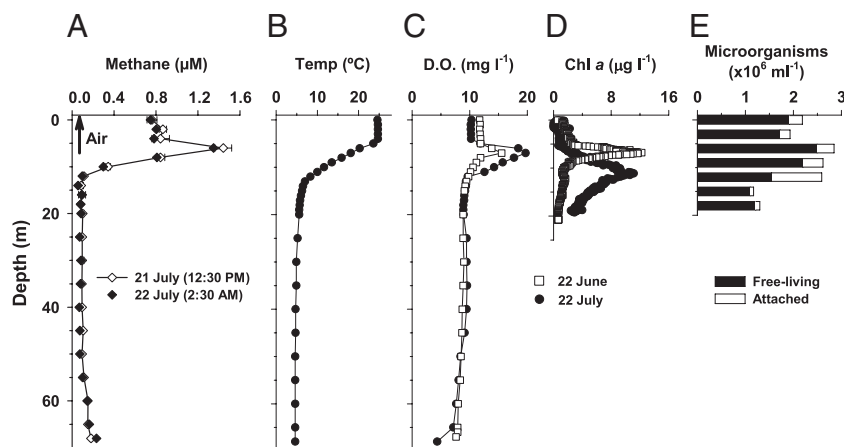 A B C D E
Methane (µM)
0 0.4 0.8 1.2 1.6
Temp (ºC)
0 10 20 30
D.O. (mg l-1)
0 10 20
Chl a (µg l-1)
0 4 8 12 16
Microorganisms
(x10⁶ ml-1)
0 1 2 3
Depth (m)
0
20
40
60
Air
21 July (12:30 PM)
22 July (2:30 AM)
22 June
22 July
Free-living
Attached